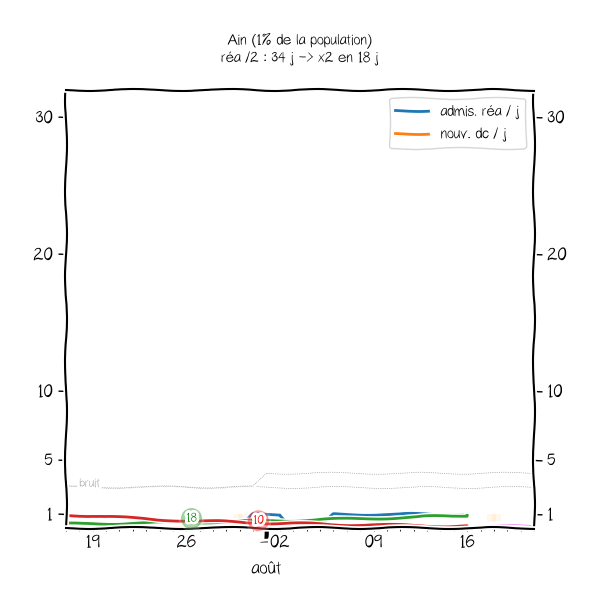 Ain (1% de la population)
réa /2 : 34 j -> x2 en 18 j
admis. réa / j
nouv. dc / j
30
30
20
20
10
10
5
5
bruit
1
18
10
1
19
26
02
09
16
août